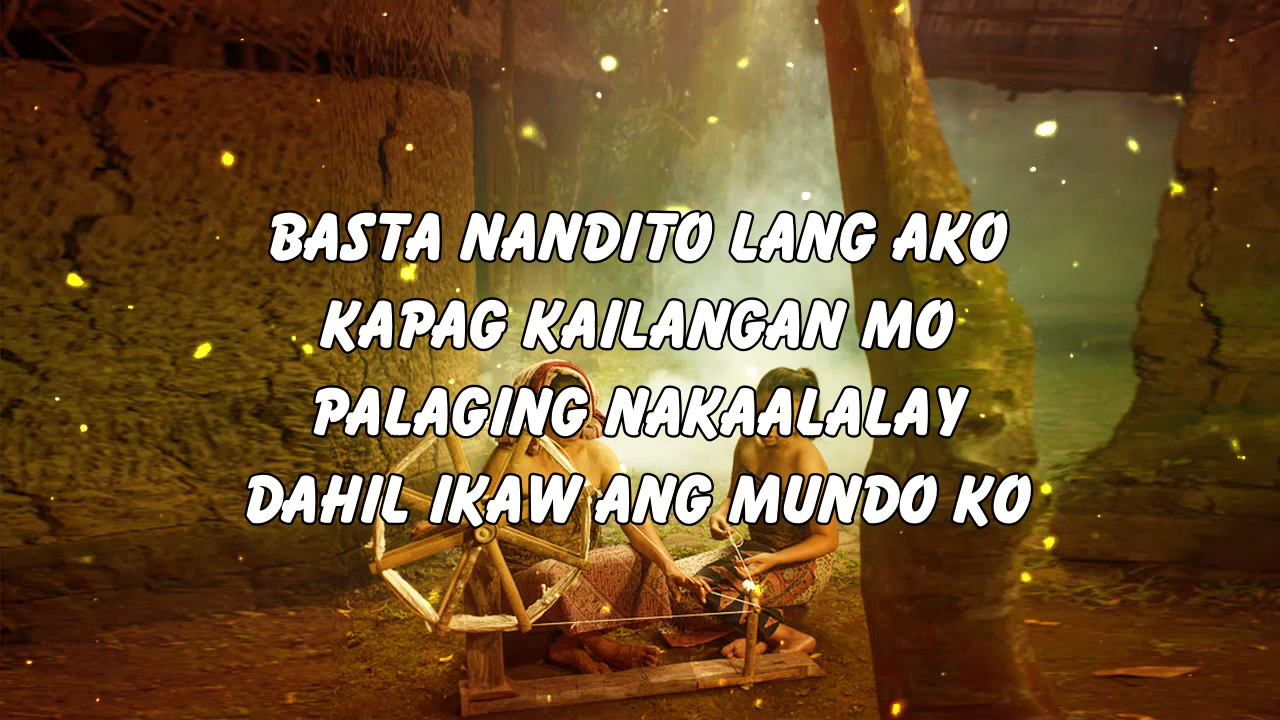 BASTA NANDITO LANG AKO
KAPAG KAILANGAN MO
PALAGING NAKAALALAY
DAHIL IKAW ANG MUNDO KO